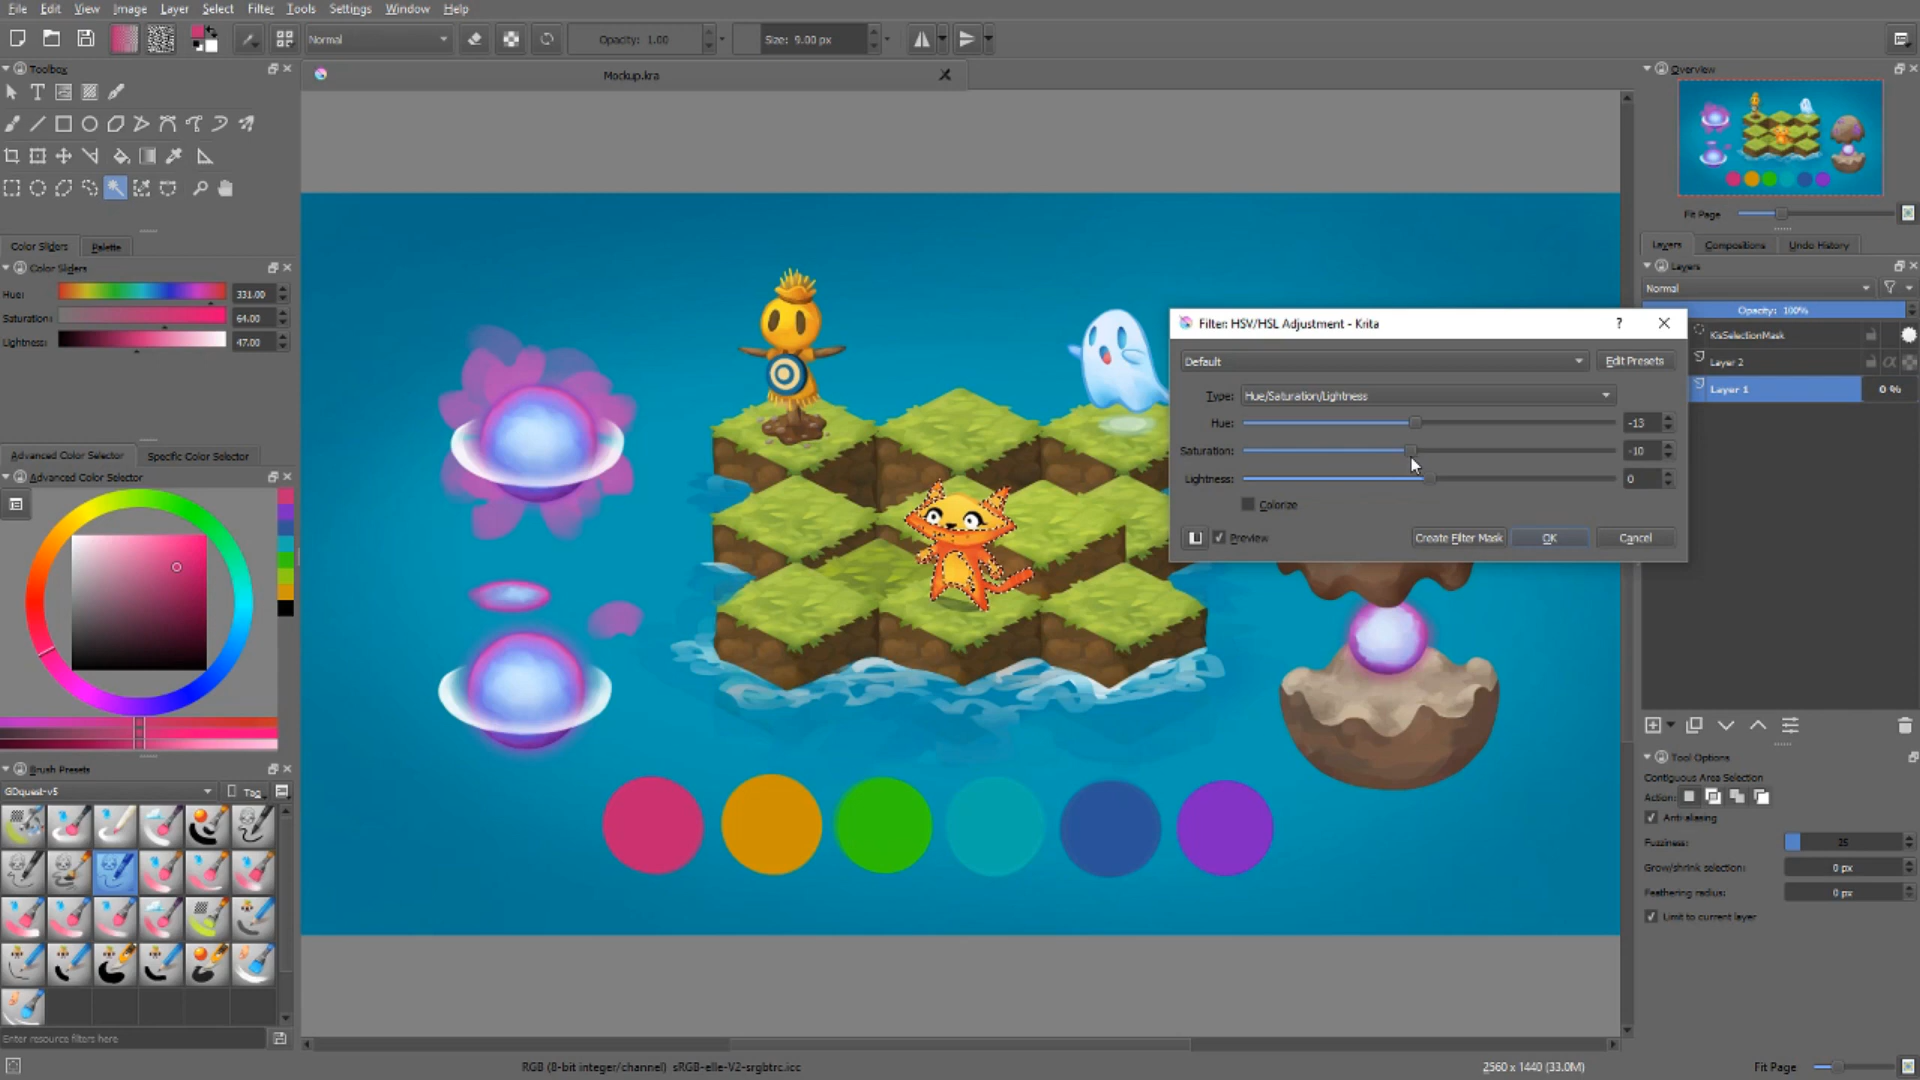 File Edit View Image Layer Select Filter Tools Settings Window Help
Normal Opacity: 1.00 Size: 9.00 px
Toolbox
Mockup.kra
Overview
Fit Page
Color Sliders Palette
Color Sliders
Hue: 331.00
Saturation: 64.00
Lightness: 47.00
Advanced Color Selector Specific Color Selector
Advanced Color Selector
Brush Presets
GDquest-v5 Tag
Enter resource filters here
Filter: HSV/HSL Adjustment - Krita
?
Default Edit Presets
Type: Hue/Saturation/Lightness
Hue: -13
Saturation: -10
Lightness: 0
Colorize
Preview Create Filter Mask OK Cancel
Layers Compositions Undo History
Layers
Normal
Opacity: 100%
KisSelectionMask
Layer 2
Layer 1 0 %
Tool Options
Contiguous Area Selection
Action:
Anti-aliasing
Fuzziness: 35
Grow/shrink selection: 0 px
Feathering radius: 0 px
Limit to current layer
RGB (8-bit integer/channel) sRGB-elle-V2-srgbtrc.icc
2560 x 1440 (33.0M)
Fit Page